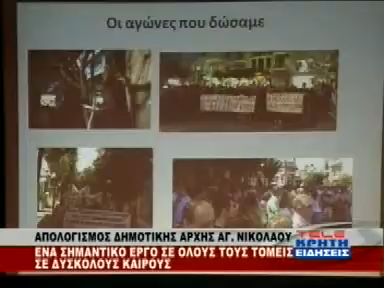 Οι αγώνες που δώσαμε
ΑΠΟΛΟΓΙΣΜΟΣ ΔΗΜΟΤΙΚΗΣ ΑΡΧΗΣ ΑΓ. ΝΙΚΟΛΑΟΥ
ΕΝΑ ΣΗΜΑΝΤΙΚΟ ΕΡΓΟ ΣΕ ΟΛΟΥΣ ΤΟΥΣ ΤΟΜΕΙΣ
ΣΕ ΔΥΣΚΟΛΟΥΣ ΚΑΙΡΟΥΣ
ΤΕLE
ΚΡΗΤΗ
ΕΙΔΗΣΕΙΣ